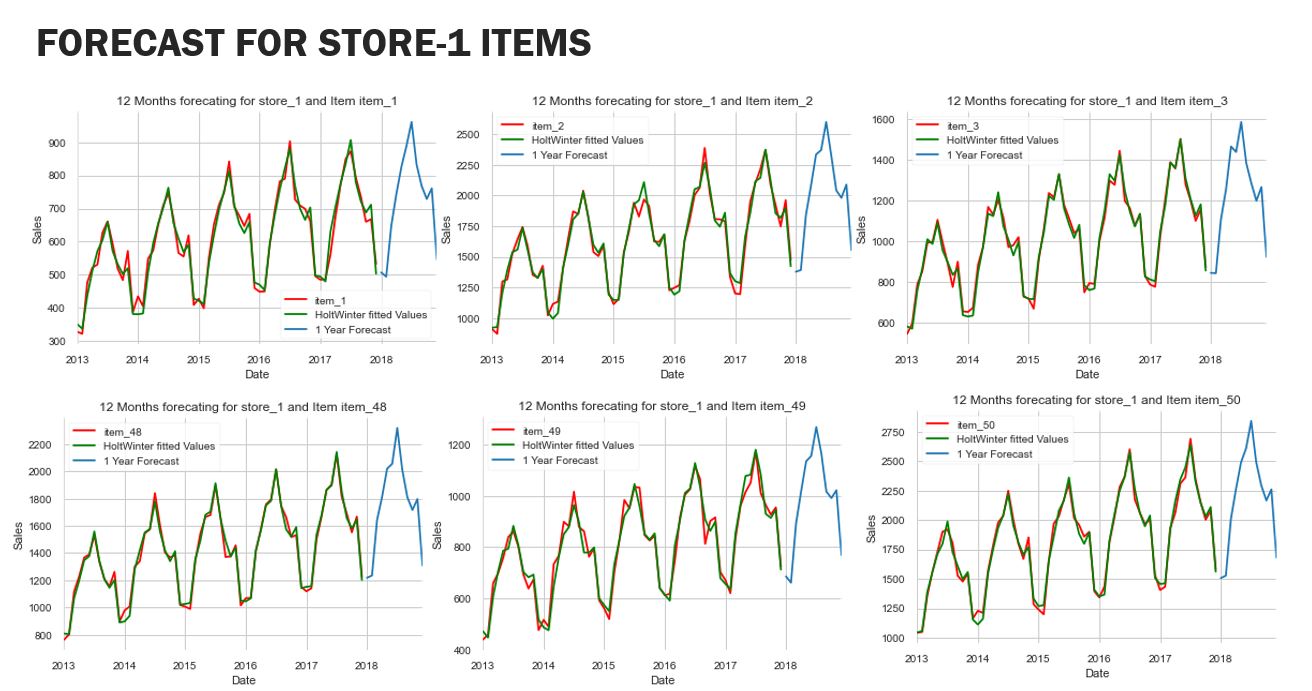 FORECAST FOR STORE-1 ITEMS
12 Months forecating for store_1 and Item item_1
900
800
700
600
500
400
300
Sales
item_1
HoltWinter fitted Values
1 Year Forecast
2013 2014 2015 2016 2017 2018
Date
12 Months forecating for store_1 and Item item_2
item_2
HoltWinter fitted Values
1 Year Forecast
2500
2250
2000
1750
1500
1250
1000
Sales
2013 2014 2015 2016 2017 2018
Date
12 Months forecating for store_1 and Item item_3
item_3
HoltWinter fitted Values
1 Year Forecast
1600
1400
1200
1000
800
600
Sales
2013 2014 2015 2016 2017 2018
Date
12 Months forecating for store_1 and Item item_48
item_48
HoltWinter fitted Values
1 Year Forecast
2200
2000
1800
1600
1400
1200
1000
800
Sales
2013 2014 2015 2016 2017 2018
Date
12 Months forecating for store_1 and Item item_49
item_49
HoltWinter fitted Values
1 Year Forecast
1200
1000
800
600
400
Sales
2013 2014 2015 2016 2017 2018
Date
12 Months forecating for store_1 and Item item_50
item_50
HoltWinter fitted Values
1 Year Forecast
2750
2500
2250
2000
1750
1500
1250
1000
Sales
2013 2014 2015 2016 2017 2018
Date